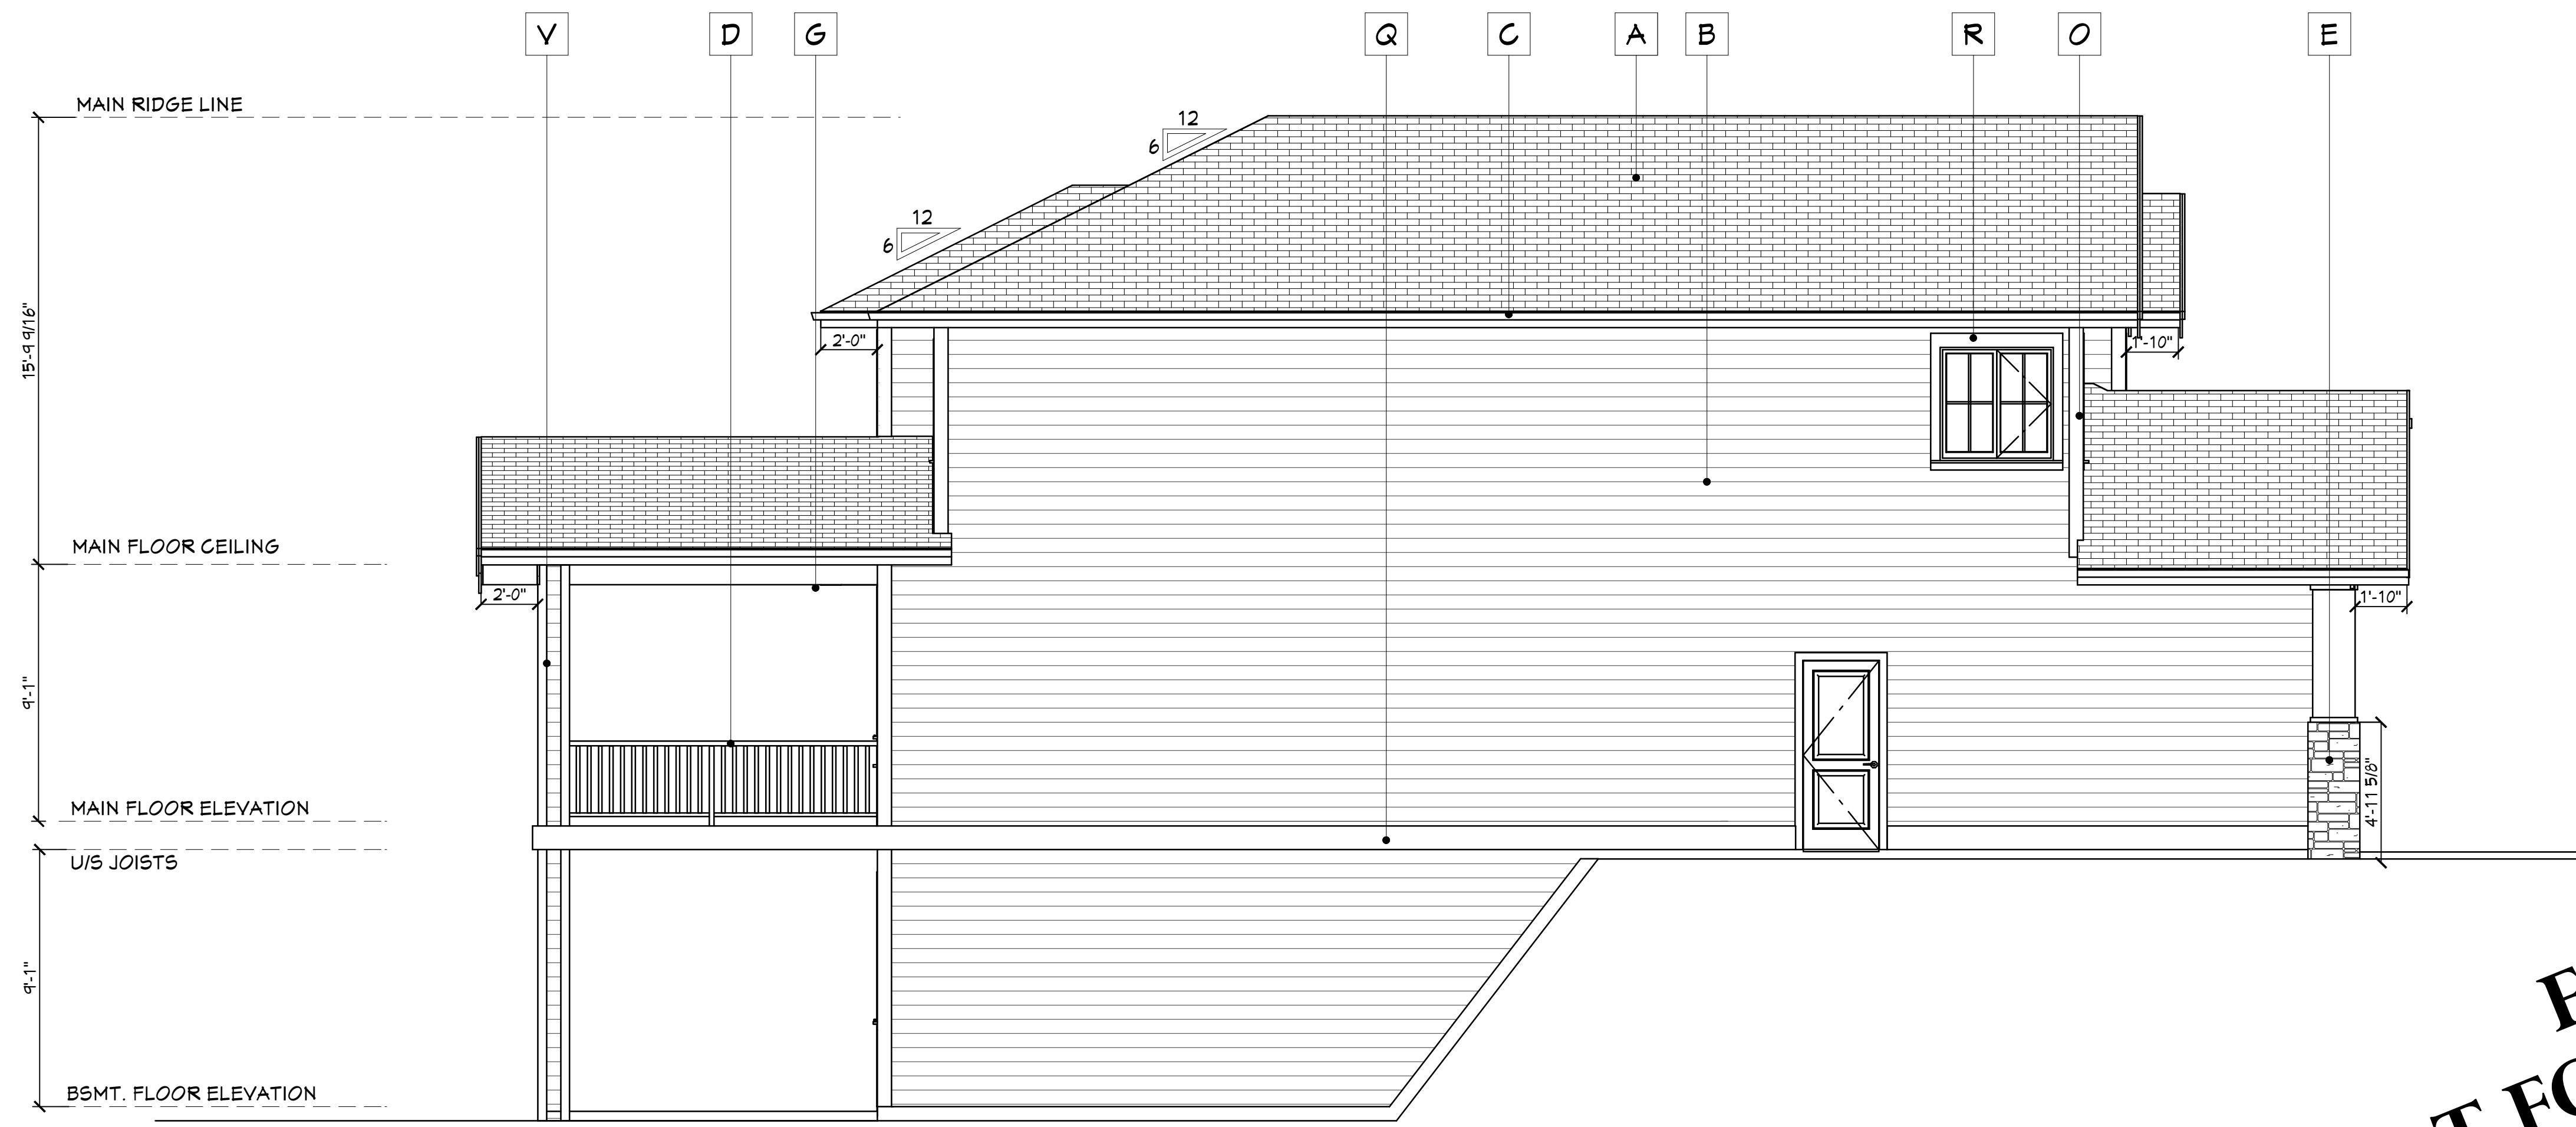 V D G Q C A B R O E
MAIN RIDGE LINE
12
6
12
6
15'-9 9/16"
2'-0"
1'-10"
MAIN FLOOR CEILING
2'-0"
1'-10"
9'-1"
4'-11 5/8"
MAIN FLOOR ELEVATION
U/S JOISTS
9'-1"
BSMT. FLOOR ELEVATION